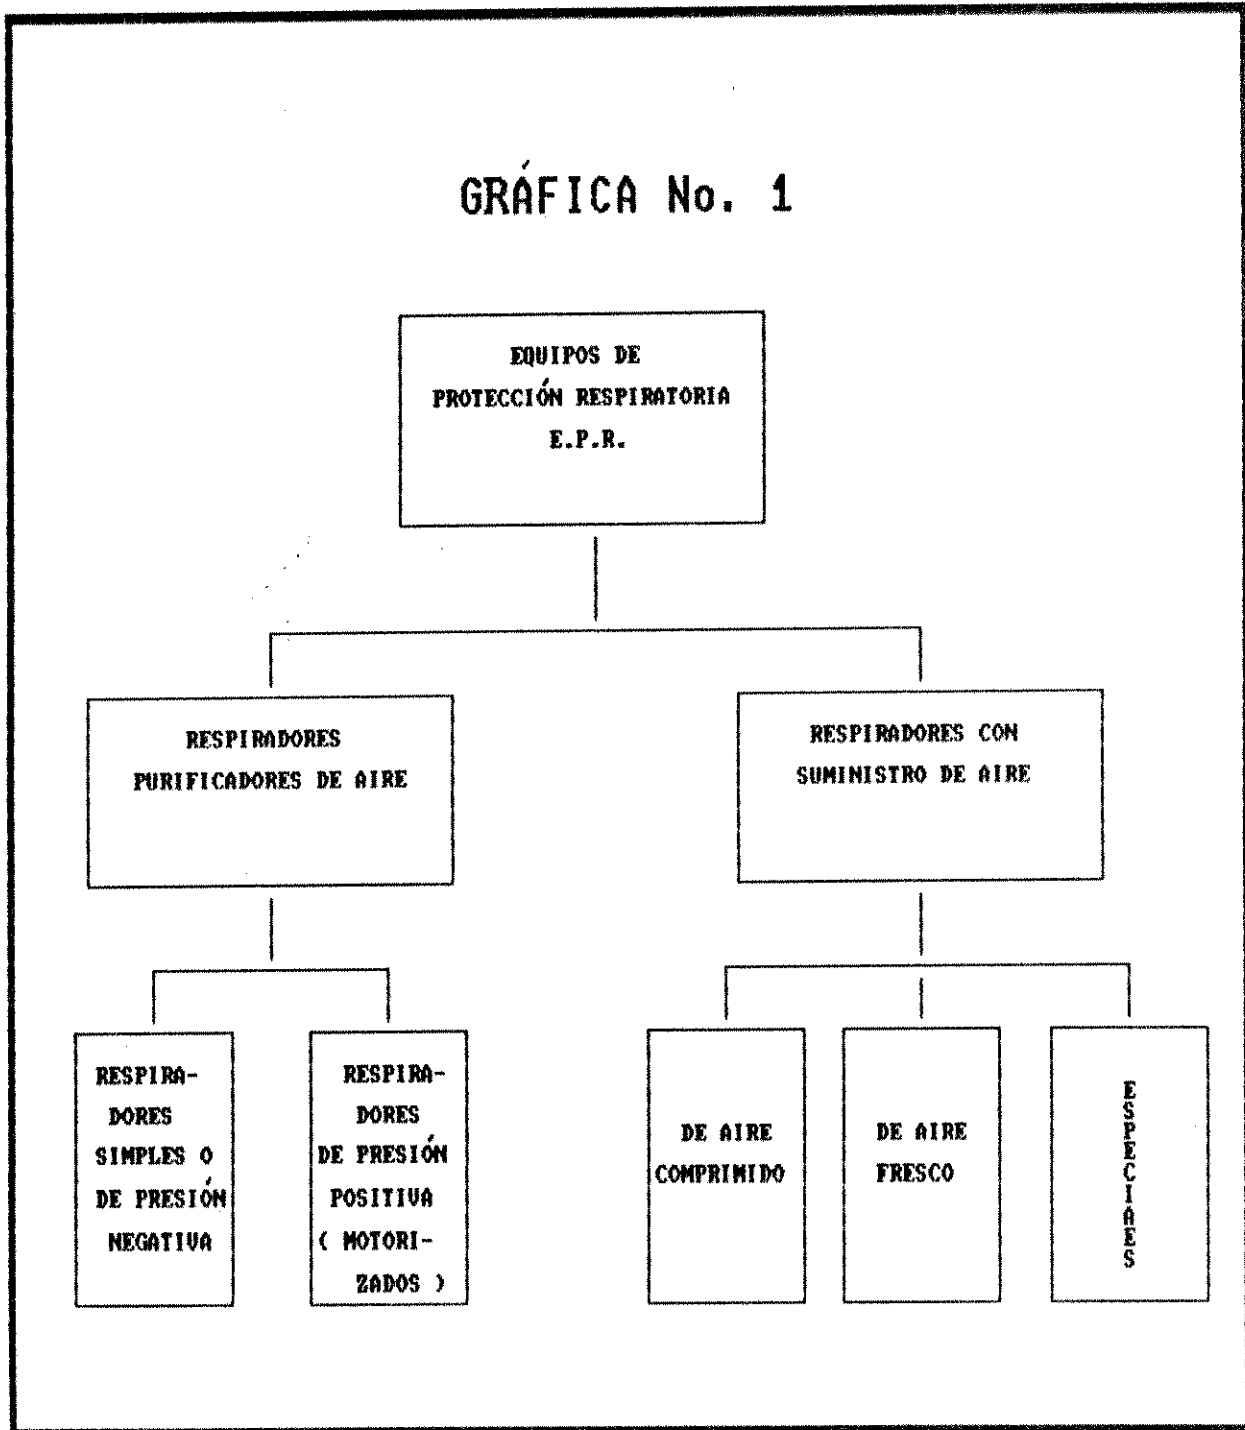 GRÁFICA No. 1
EQUIPOS DE
PROTECCIÓN RESPIRATORIA
E.P.R.
RESPIRADORES
PURIFICADORES DE AIRE
RESPIRADORES CON
SUMINISTRO DE AIRE
RESPIRA-
DORES
SIMPLES O
DE PRESIÓN
NEGATIVA
RESPIRA-
DORES
DE PRESIÓN
POSITIVA
( MOTORI-
ZADOS )
DE AIRE
COMPRIMIDO
DE AIRE
FRESCO
ESPECIAES